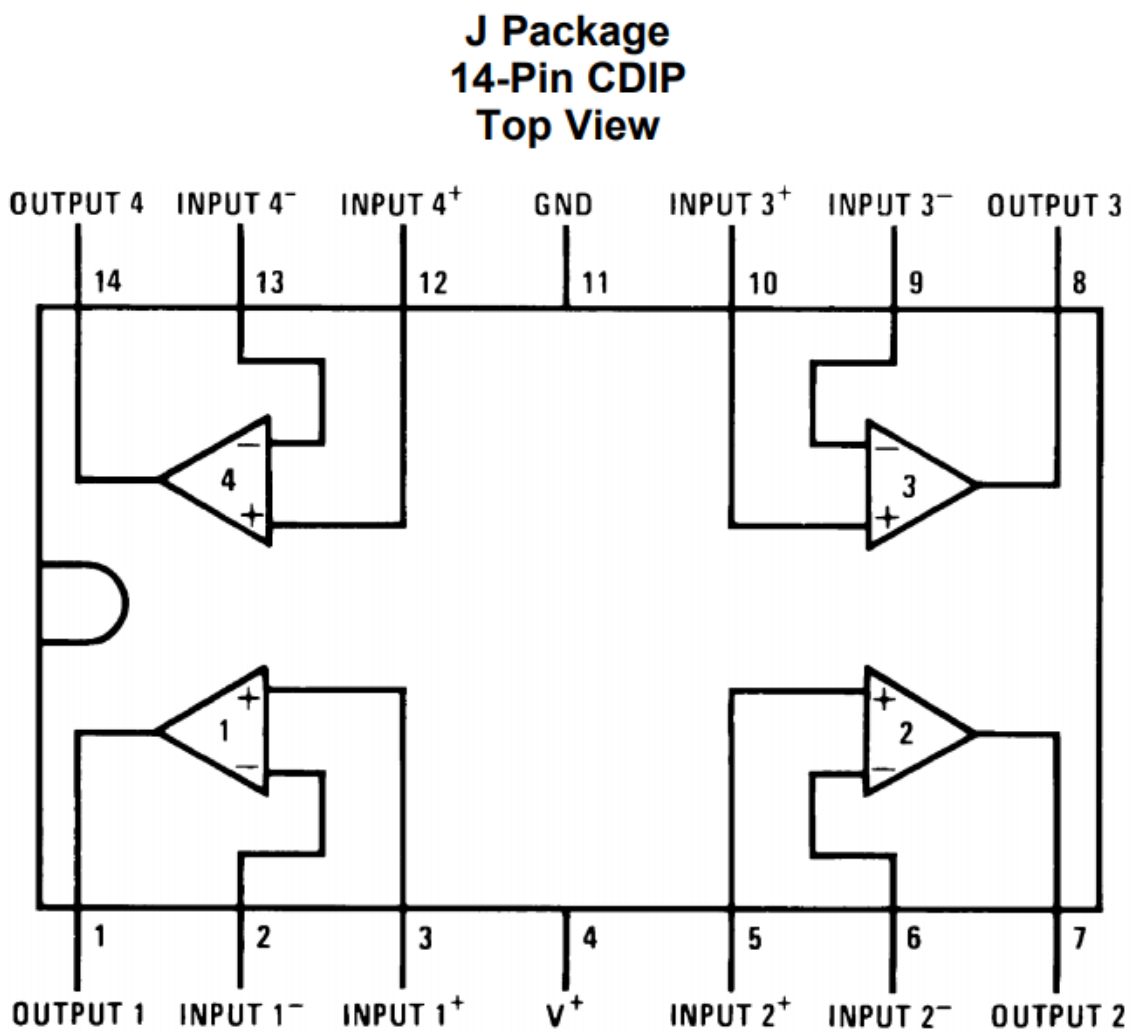 J Package
14-Pin CDIP
Top View
OUTPUT 4 INPUT 4⁻ INPUT 4⁺ GND INPUT 3⁺ INPUT 3⁻ OUTPUT 3
14 13 12 11 10 9 8
− −
4 3
+ +
+ +
1 2
− −
1 2 3 4 5 6 7
OUTPUT 1 INPUT 1⁻ INPUT 1⁺ V⁺ INPUT 2⁺ INPUT 2⁻ OUTPUT 2